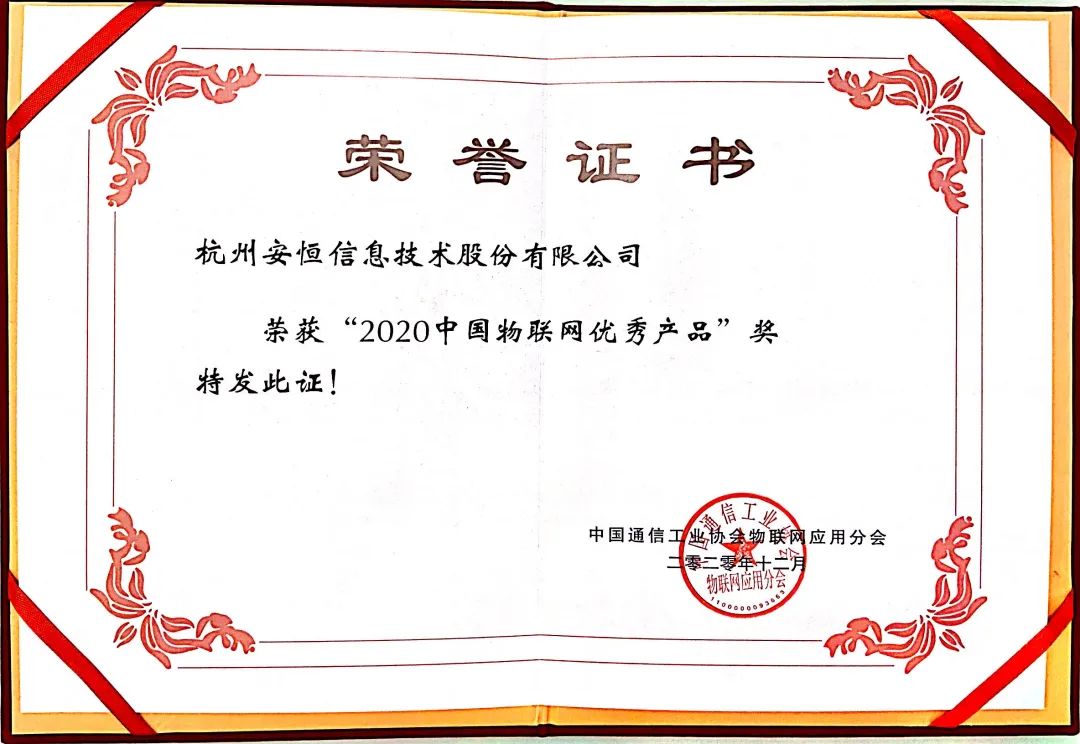 荣誉证书
杭州安恒信息技术股份有限公司
荣获“2020中国物联网优秀产品”奖
特发此证！
中国通信工业协会物联网应用分会
二零二零年十二月
中国通信工业协会
物联网应用分会